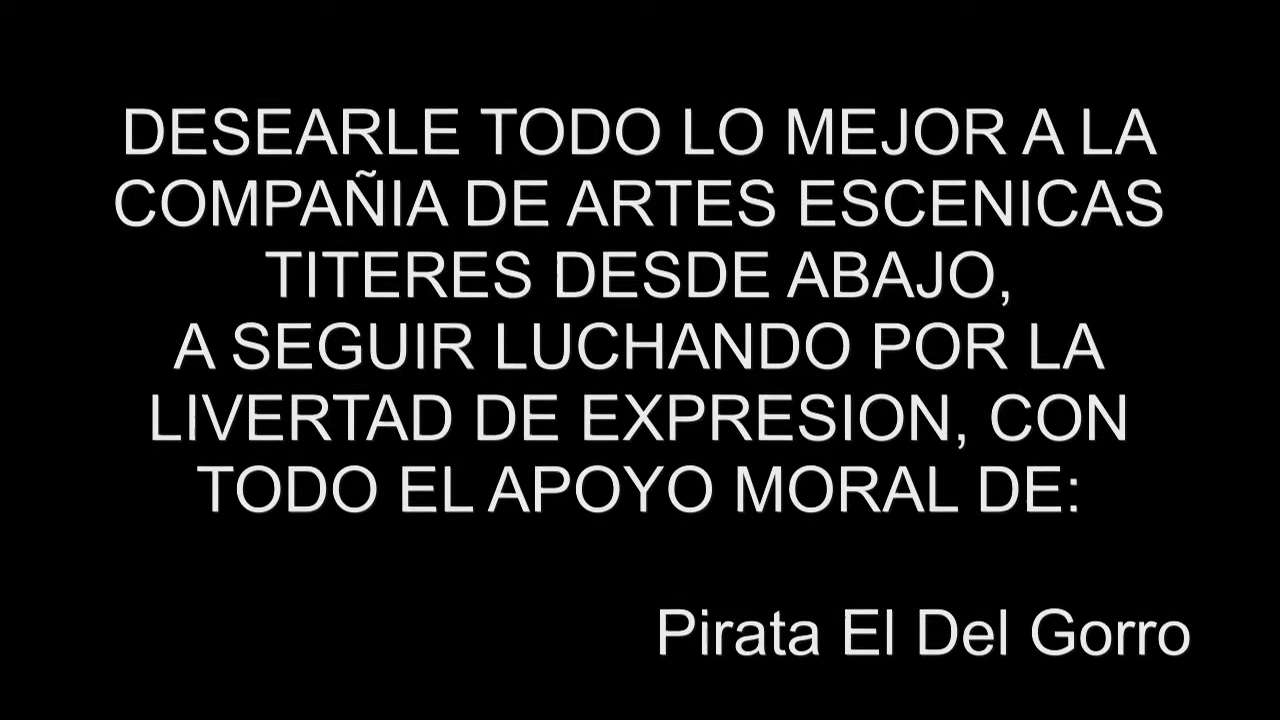 DESEARLE TODO LO MEJOR A LA
COMPAÑIA DE ARTES ESCENICAS
TITERES DESDE ABAJO,
A SEGUIR LUCHANDO POR LA
LIVERTAD DE EXPRESION, CON
TODO EL APOYO MORAL DE:
Pirata El Del Gorro